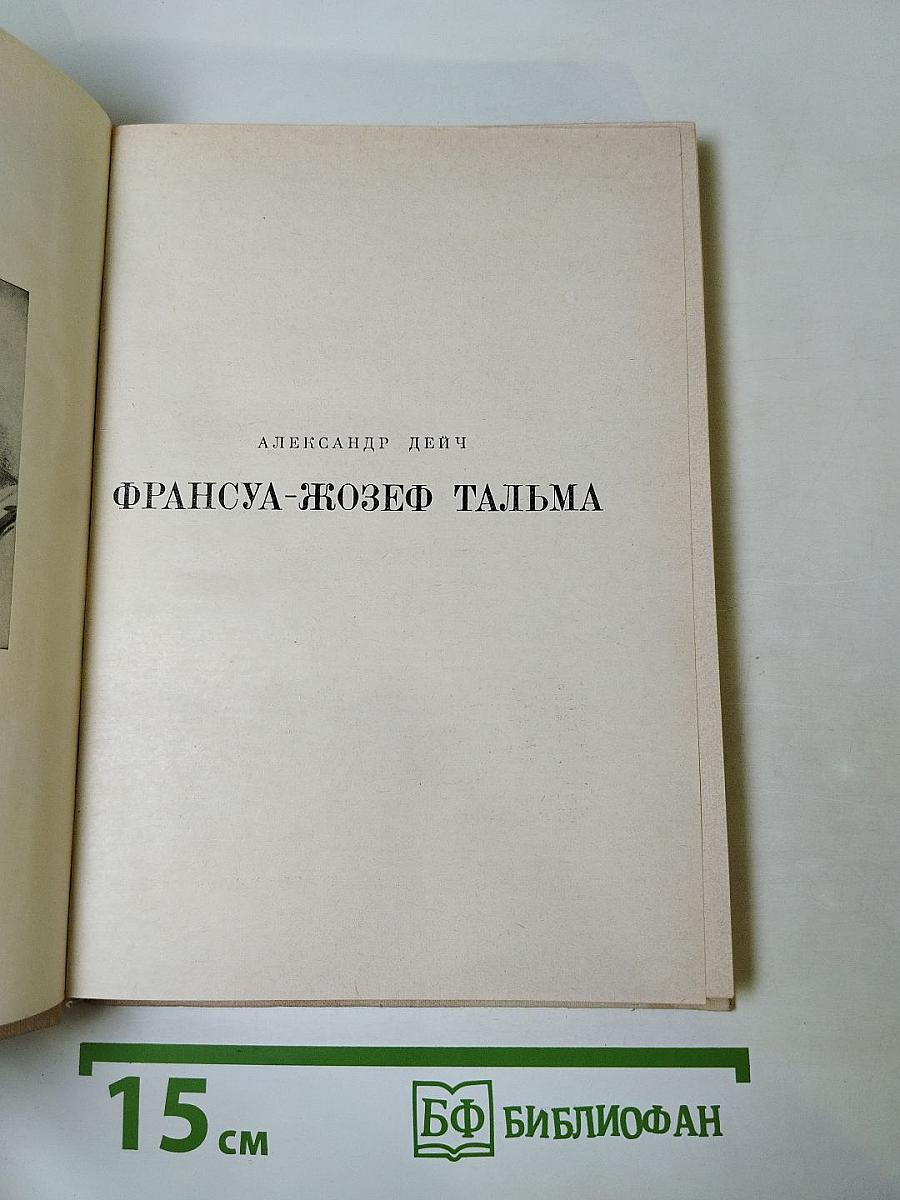 АЛЕКСАНДР ДЕЙЧ
ФРАНСУА-ЖОЗЕФ ТАЛЬМА
15 см
БФ БИБЛИОФАН